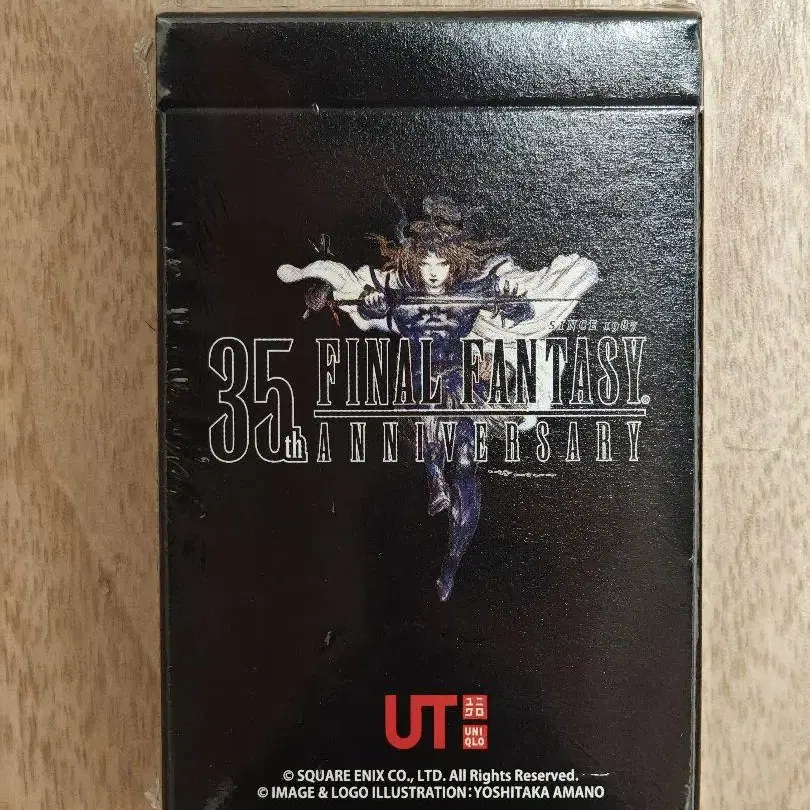 SINCE 1987
35th FINAL FANTASY®
ANNIVERSARY
UT ユニクロ
UNIQLO
© SQUARE ENIX CO., LTD. All Rights Reserved.
© IMAGE & LOGO ILLUSTRATION: YOSHITAKA AMANO